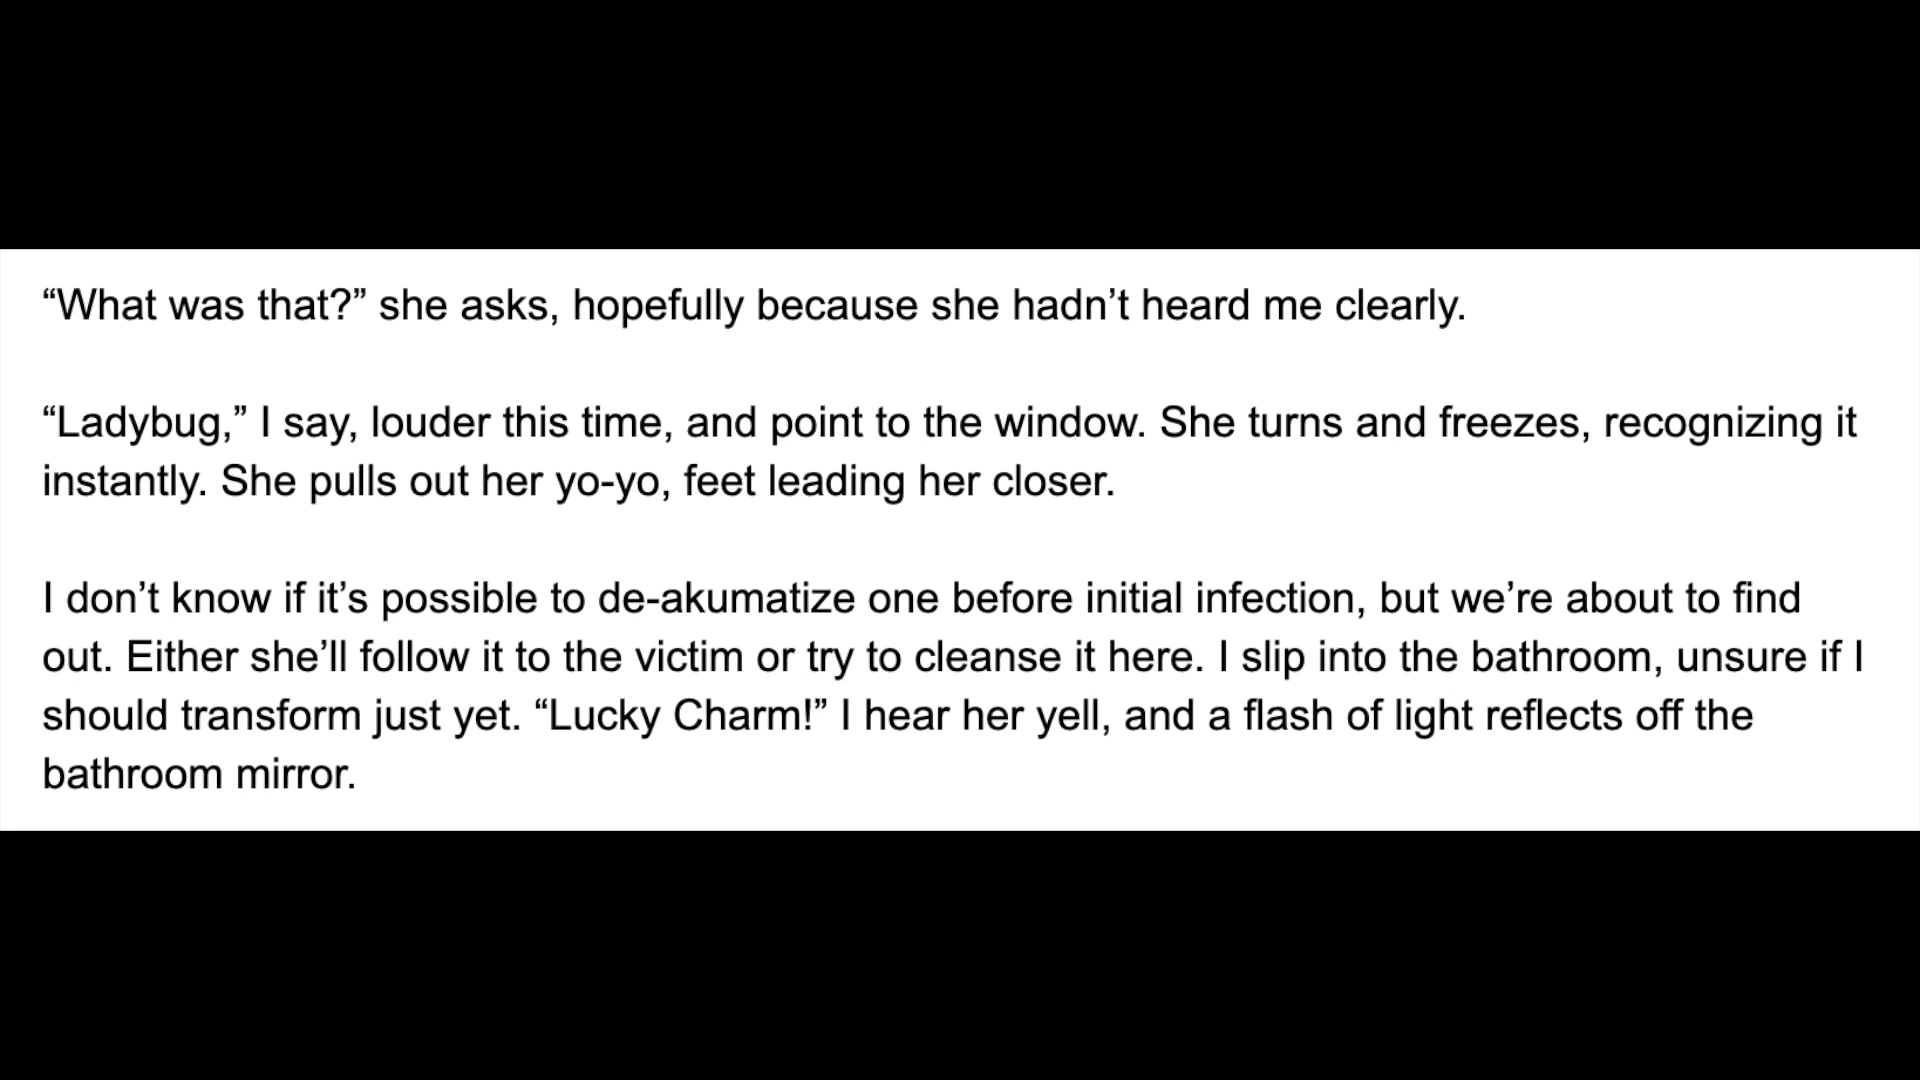 “What was that?” she asks, hopefully because she hadn’t heard me clearly.
“Ladybug,” I say, louder this time, and point to the window. She turns and freezes, recognizing it
instantly. She pulls out her yo-yo, feet leading her closer.
I don’t know if it’s possible to de-akumatize one before initial infection, but we’re about to find
out. Either she’ll follow it to the victim or try to cleanse it here. I slip into the bathroom, unsure if I
should transform just yet. “Lucky Charm!” I hear her yell, and a flash of light reflects off the
bathroom mirror.